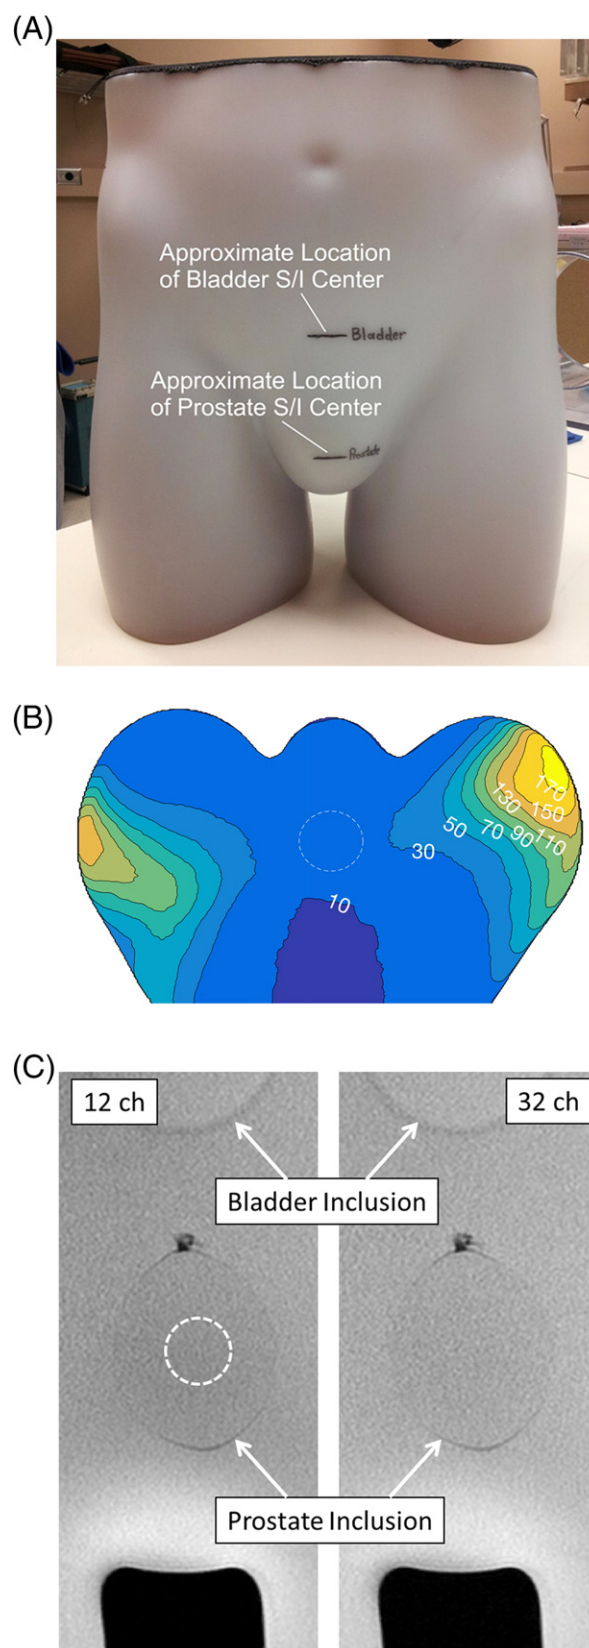 (A)
Approximate Location
of Bladder S/I Center
Bladder
Approximate Location
of Prostate S/I Center
Prostate
(B)
170
130
150
50
70
90
110
30
10
(C)
12 ch
32 ch
Bladder Inclusion
Prostate Inclusion